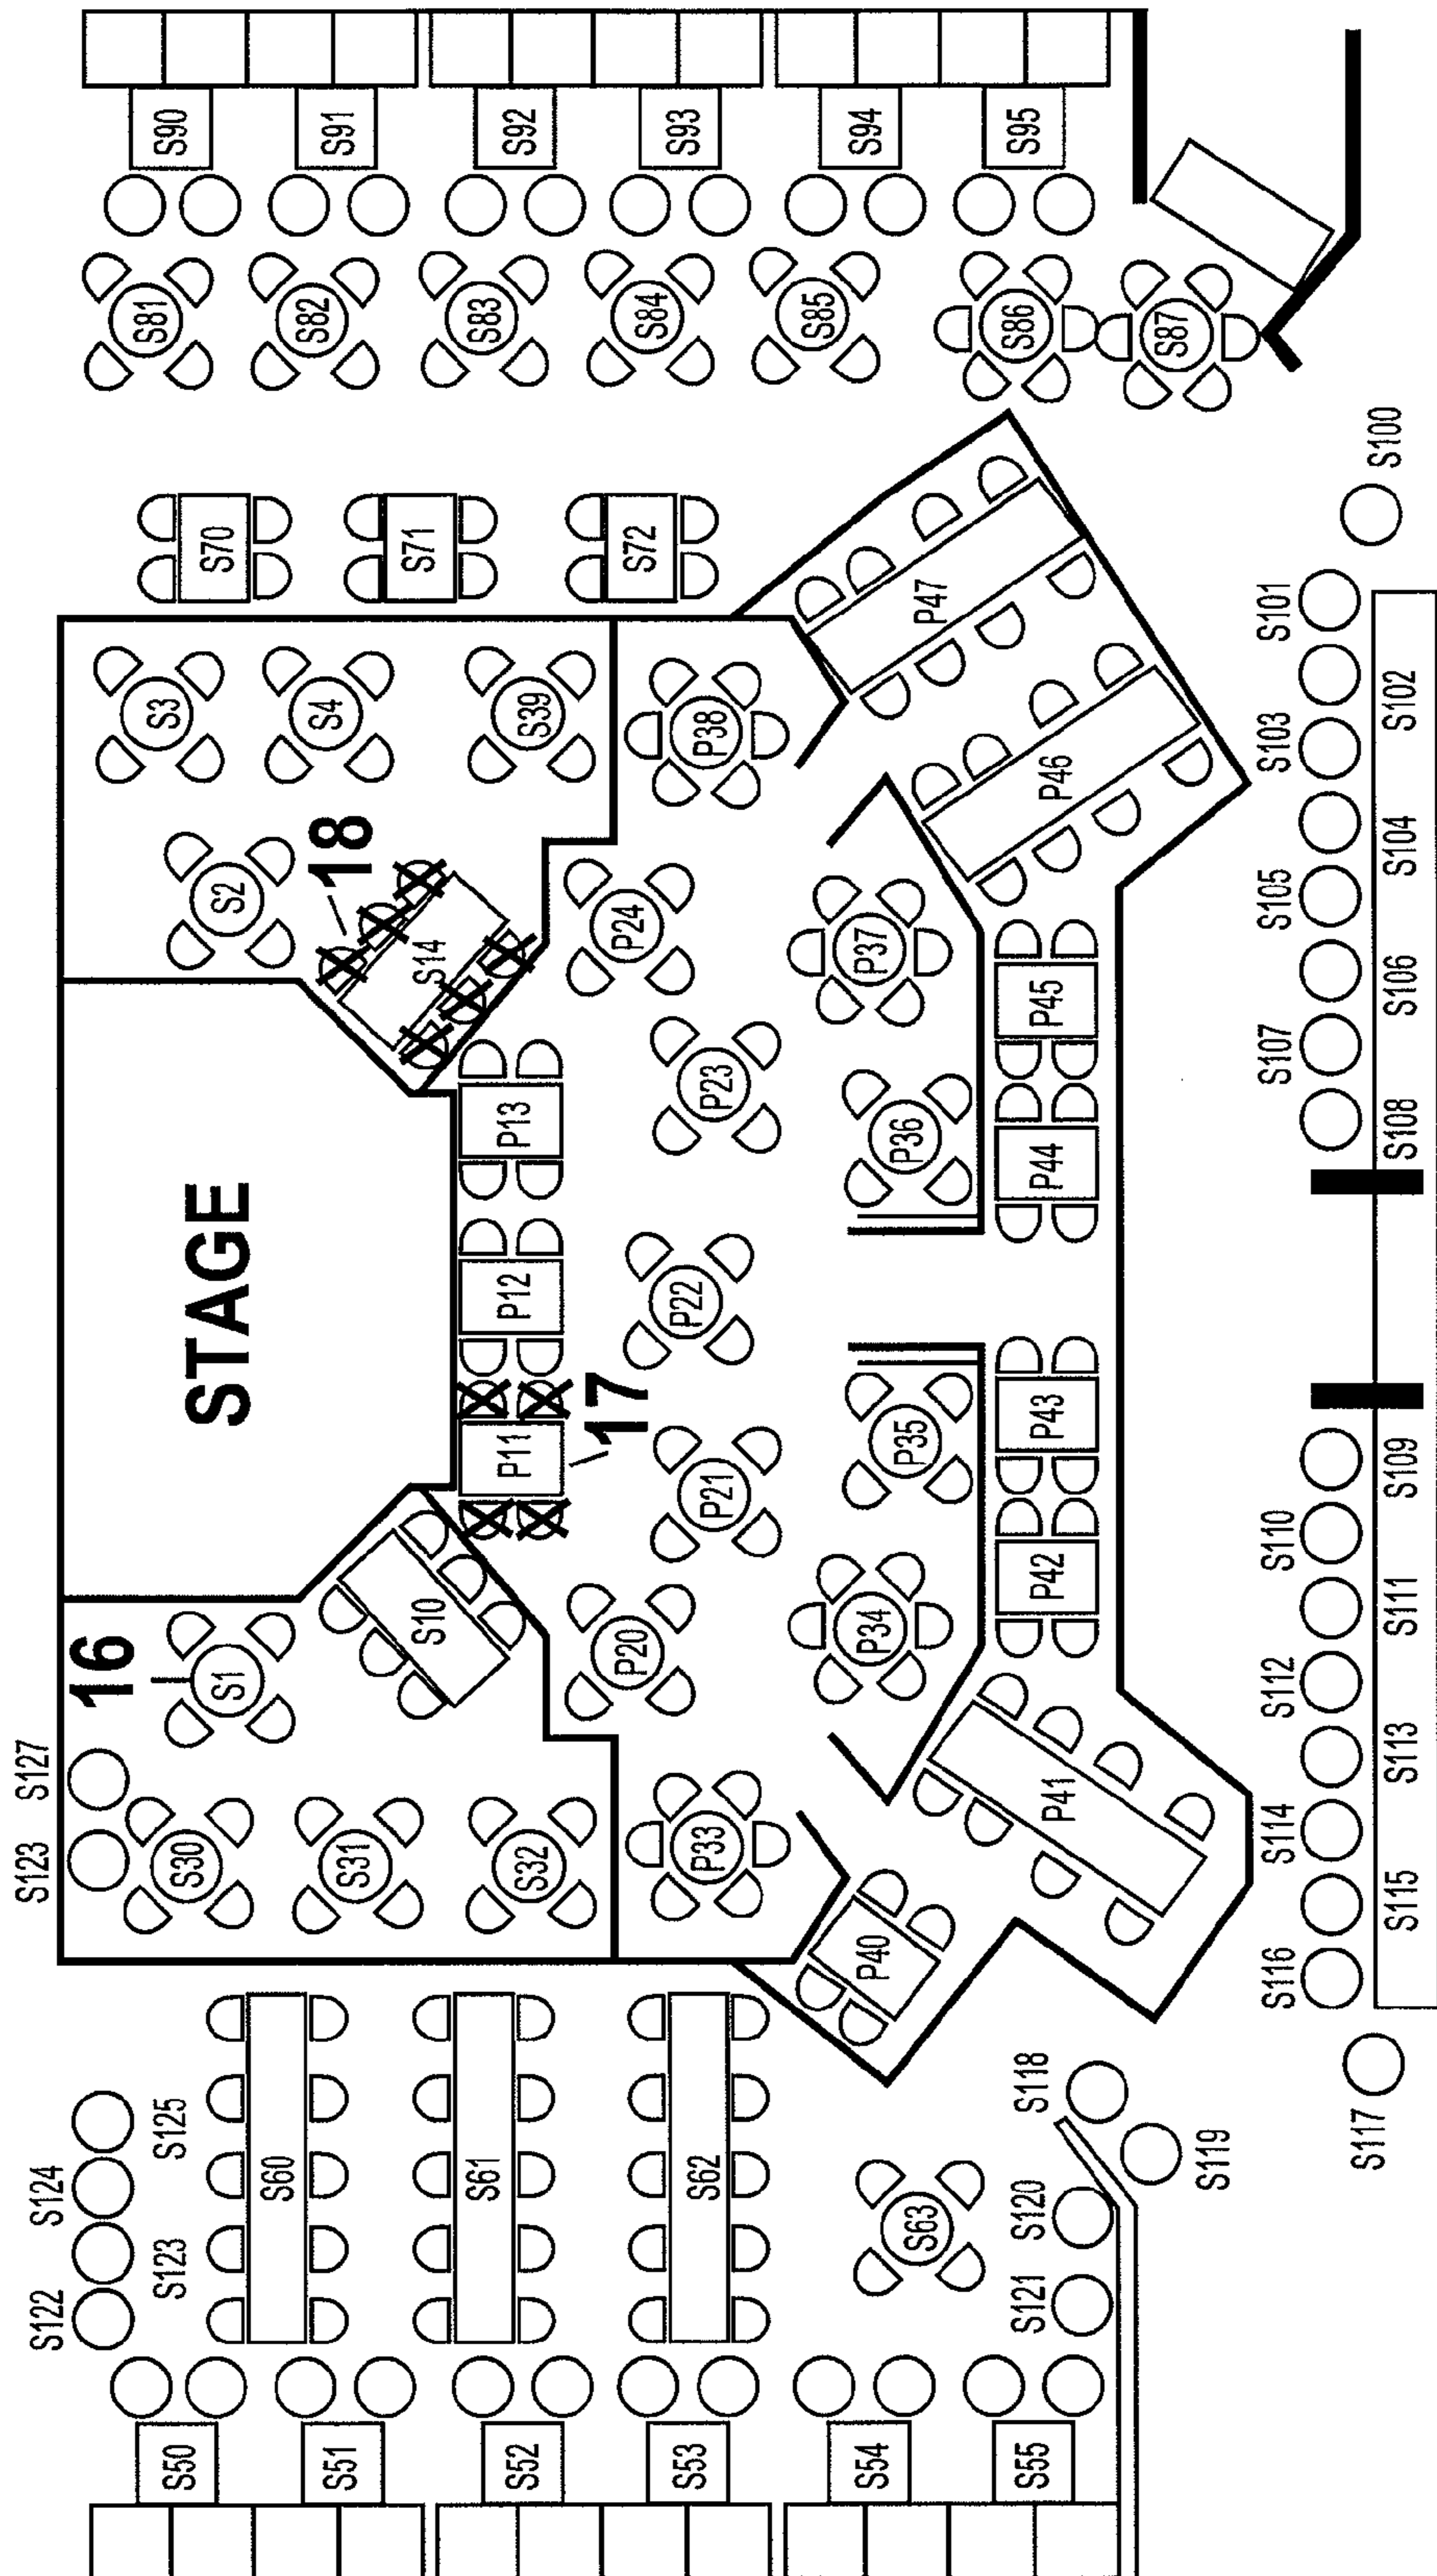 S127
S123
16
STAGE
S3
S90
S81
S70
S2
S1
S30
S60
S125
S124
S123
S122
S50
S91
S82
S71
S4
18
S14
S10
S31
S61
S51
S92
S83
S72
S39
P13
P12
P11
17
S32
S62
S52
S93
S84
P38
P24
P23
P22
P21
P20
P33
S53
S94
S85
P47
P37
P36
P35
P34
P40
S63
S54
S95
S86
P46
P45
P44
P43
P42
P41
S118
S120
S121
S55
S87
S119
S100
S101
S103
S105
S107
S110
S112
S114
S116
S117
S102
S104
S106
S108
S109
S111
S113
S115